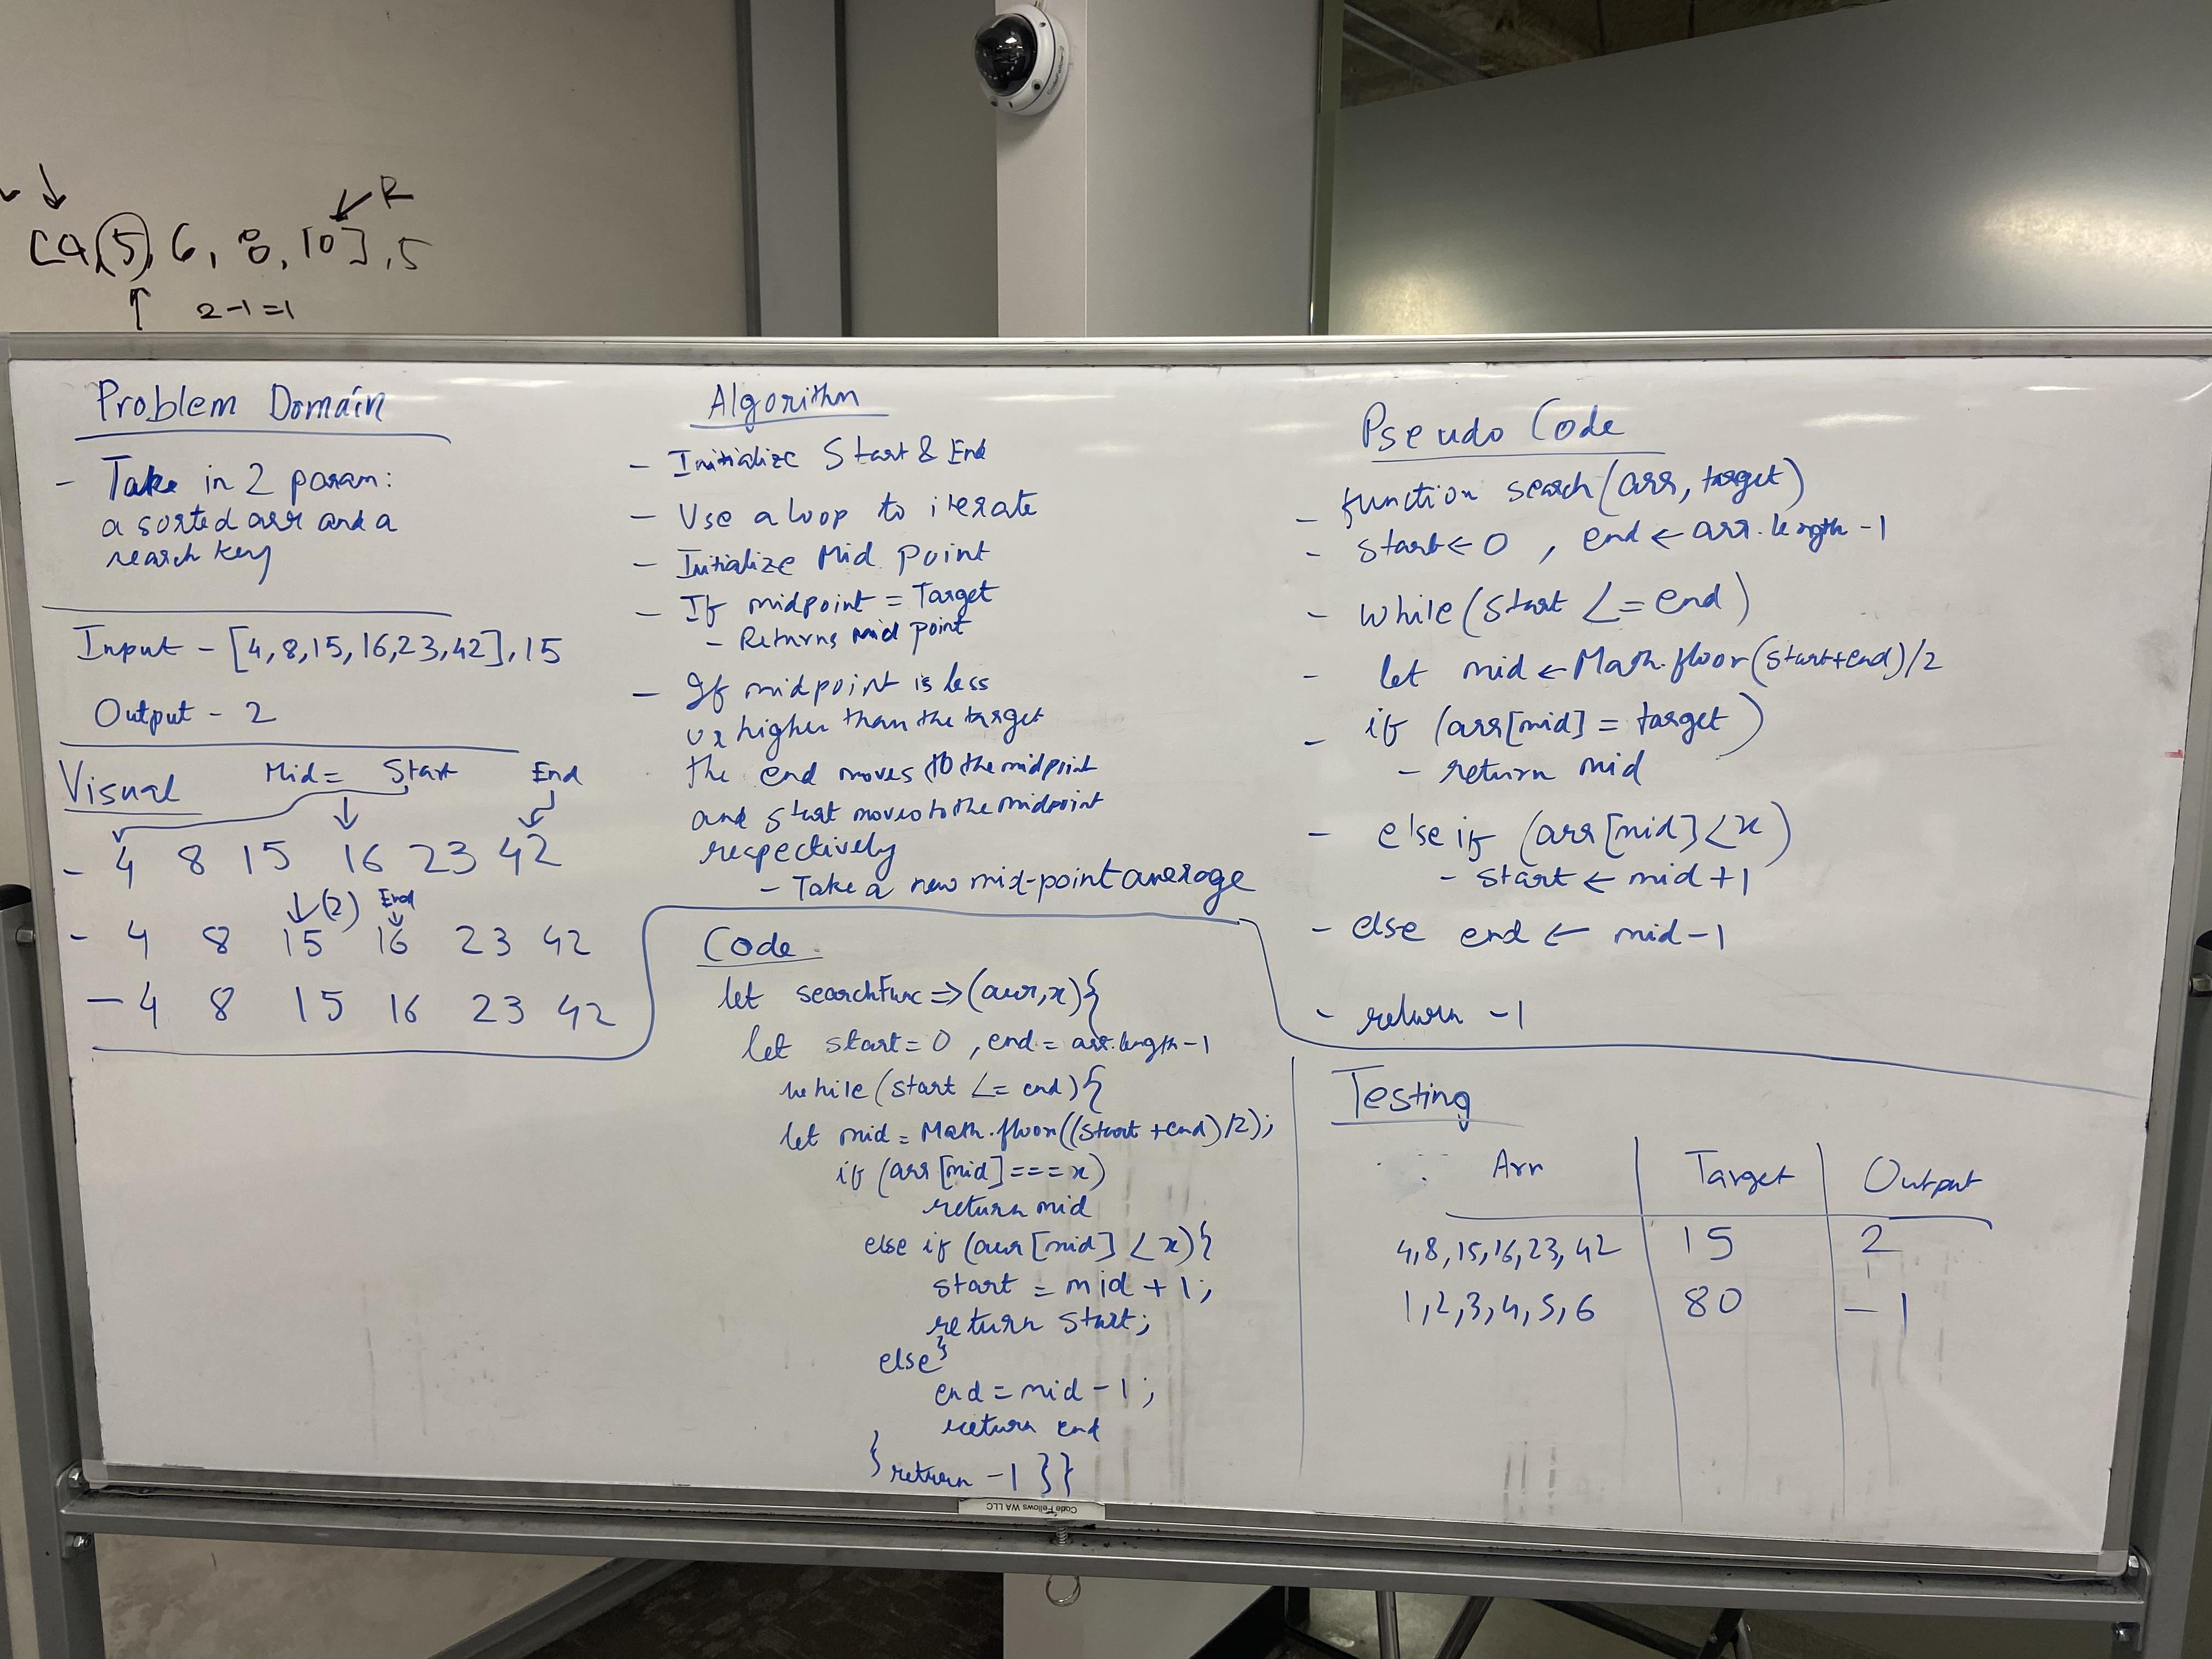 [4,5,6,8,10],5
R
2-1=1
Problem Domain
- Take in 2 param:
a sorted arr and a
search key
Input - [4,8,15,16,23,42],15
Output - 2
Visual
Mid= Start End
- 4 8 15 16 23 42
(2) End
- 4 8 15 16 23 42
- 4 8 15 16 23 42
Algorithm
- Initialize Start & End
- Use a loop to iterate
- Initialize Mid Point
- If midpoint = Target
- Returns mid point
- If midpoint is less
or higher than the target
the end moves to the midpoint
and start moves to the midpoint
respectively
- Take a new mid-point average
Code
let searchFunc => (arr,x){
let start = 0 , end = arr.length-1
while (start <= end){
let mid = Math.floor((start+end)/2);
if (arr[mid]===x)
return mid
else if (arr[mid] < x){
start = mid + 1;
return start;
else}
end = mid - 1;
return end
}return -1 }}
Pseudo Code
- function search(arr, target)
- start ← 0 , end ← arr.length-1
- while (start <= end)
- let mid ← Math.floor(start+end)/2
- if (arr[mid] = target)
- return mid
- else if (arr[mid]<x)
- start ← mid+1
- else end ← mid-1
- return -1
Testing
Arr Target Output
4,8,15,16,23,42 15 2
1,2,3,4,5,6 80 -1
Code Fellows WA LLC